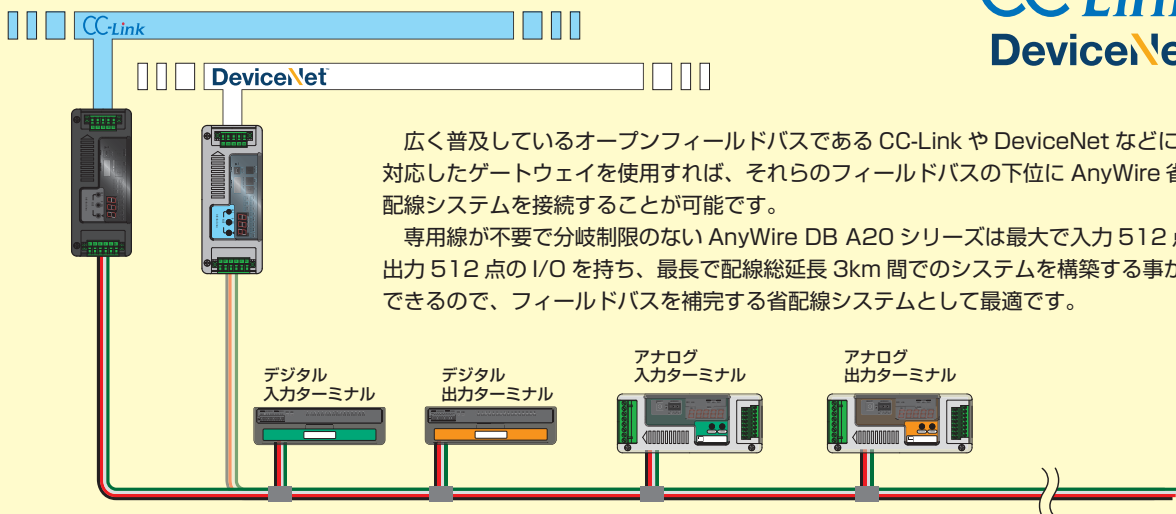 CC-Link
CC-Link
DeviceNet
DeviceNet
広く普及しているオープンフィールドバスである CC-Link や DeviceNet などに
対応したゲートウェイを使用すれば、それらのフィールドバスの下位に AnyWire 省
配線システムを接続することが可能です。
専用線が不要で分岐制限のない AnyWire DB A20 シリーズは最大で入力 512 点
出力 512 点の I/O を持ち、最長で配線総延長 3km 間でのシステムを構築する事が
できるので、フィールドバスを補完する省配線システムとして最適です。
デジタル
入力ターミナル
デジタル
出力ターミナル
アナログ
入力ターミナル
アナログ
出力ターミナル